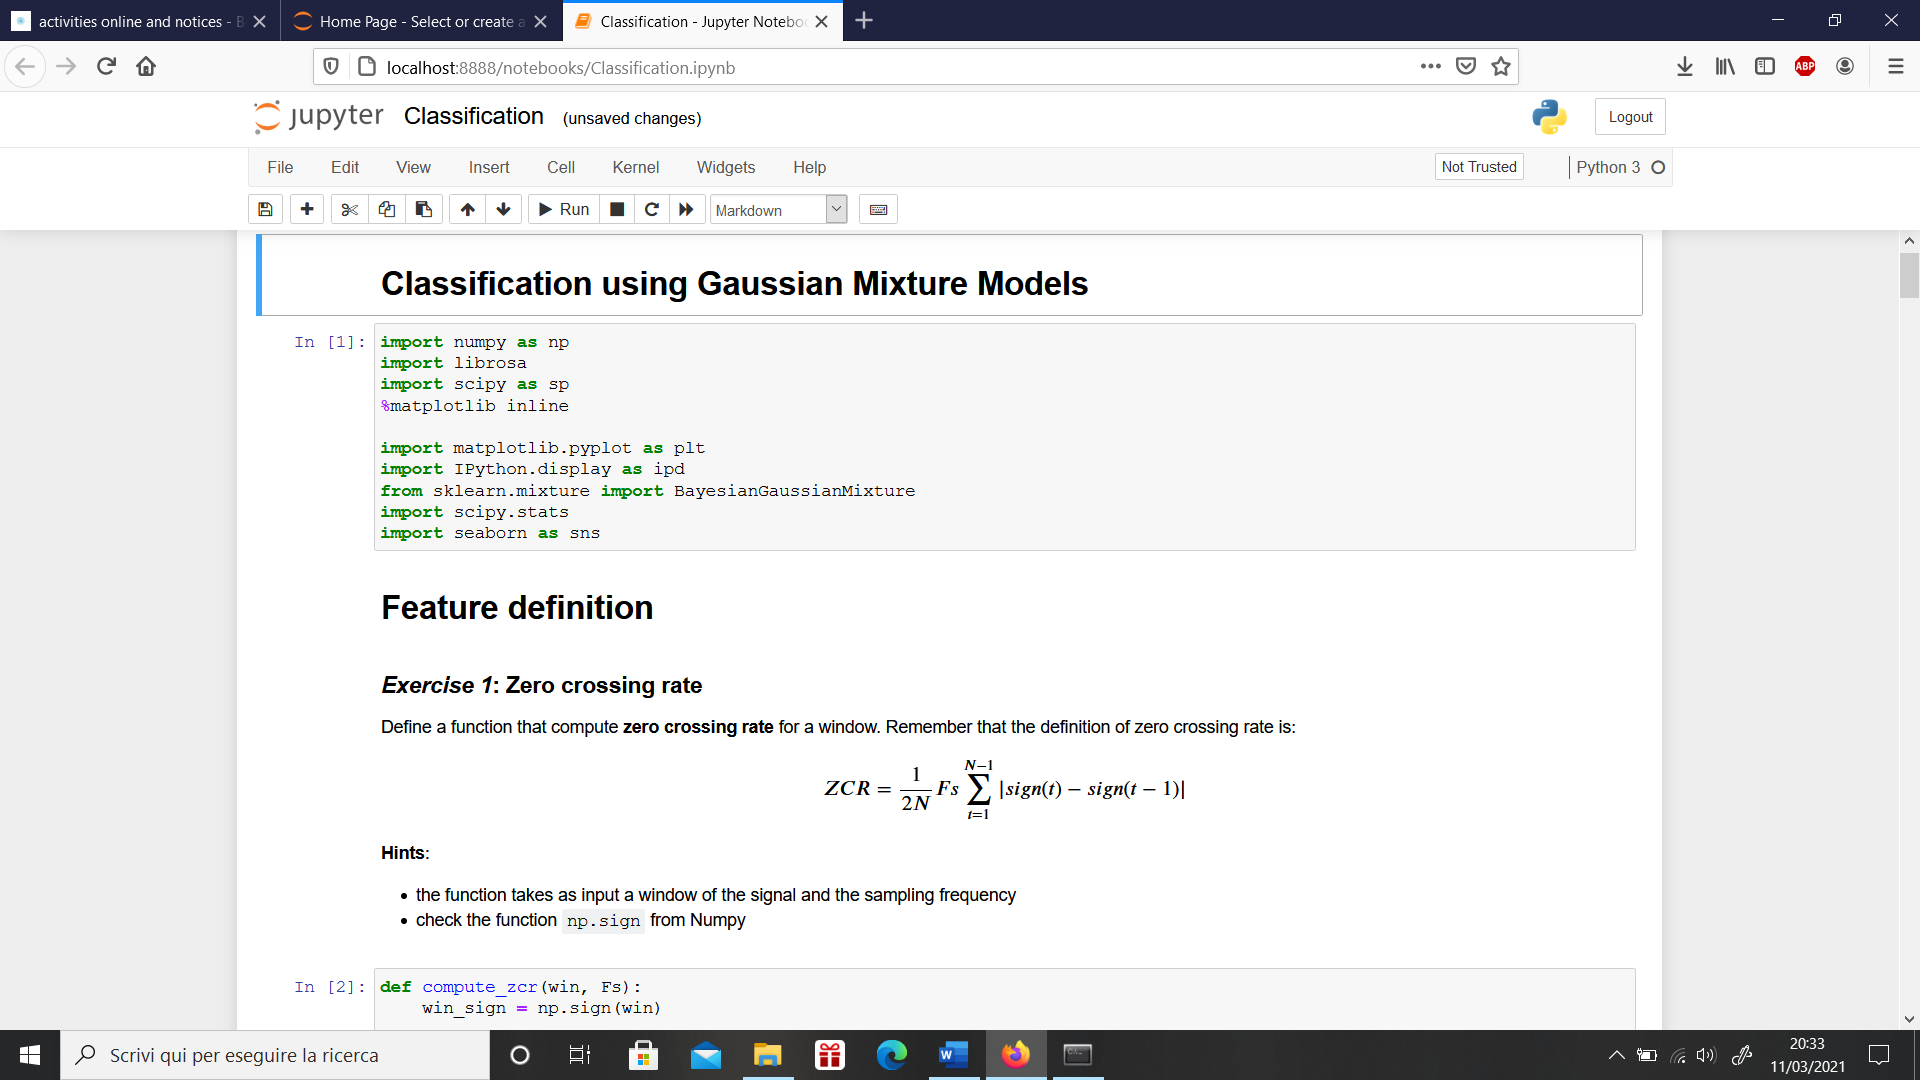 activities online and notices - B
Home Page - Select or create a
Classification - Jupyter Notebo
localhost:8888/notebooks/Classification.ipynb
ABP
jupyter Classification (unsaved changes)
Logout
File Edit View Insert Cell Kernel Widgets Help
Not Trusted
Python 3
Run
Markdown
Classification using Gaussian Mixture Models
In [1]:
import numpy as np
import librosa
import scipy as sp
%matplotlib inline
import matplotlib.pyplot as plt
import IPython.display as ipd
from sklearn.mixture import BayesianGaussianMixture
import scipy.stats
import seaborn as sns
Feature definition
Exercise 1: Zero crossing rate
Define a function that compute zero crossing rate for a window. Remember that the definition of zero crossing rate is:
ZCR = 1/2N Fs ∑ t=1 N−1 |sign(t) − sign(t − 1)|
Hints:
• the function takes as input a window of the signal and the sampling frequency
• check the function np.sign from Numpy
In [2]:
def compute_zcr(win, Fs):
win_sign = np.sign(win)
Scrivi qui per eseguire la ricerca
20:33
11/03/2021